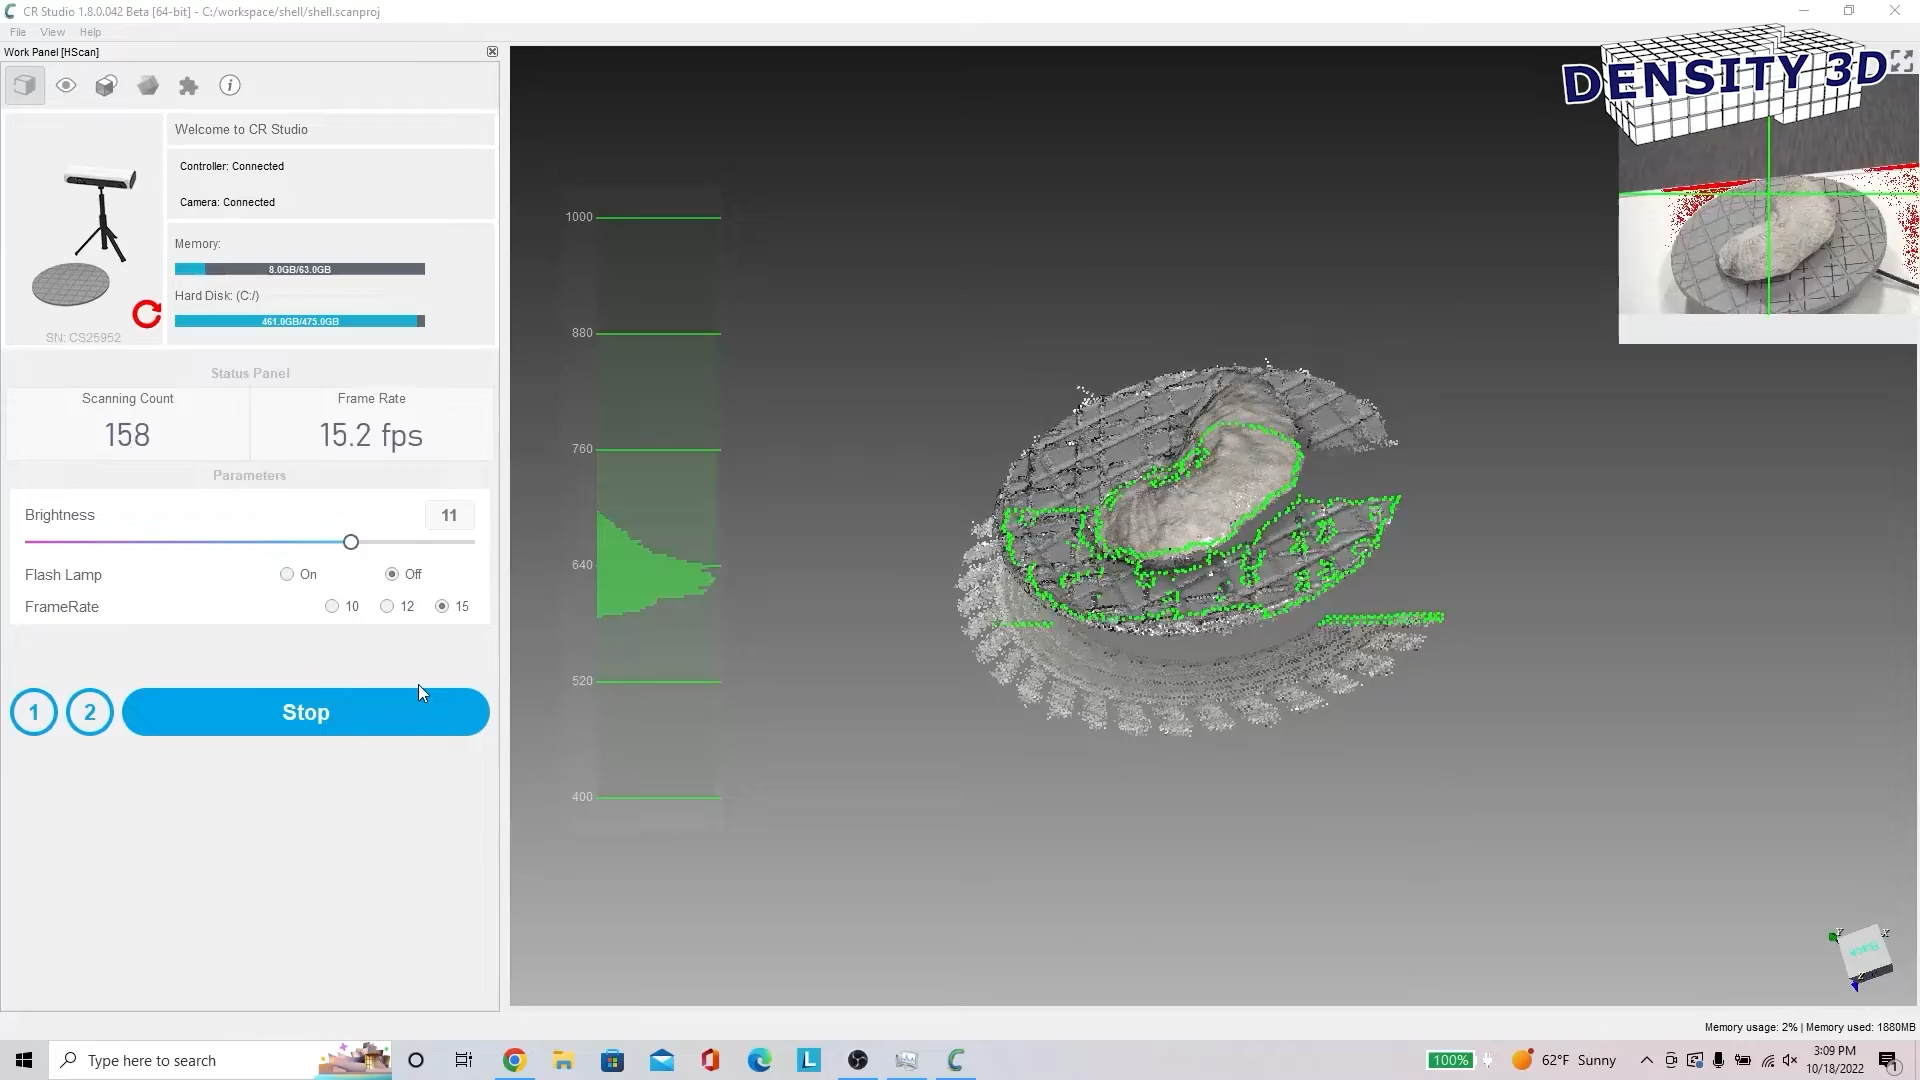 CR Studio 1.8.0.042 Beta [64-bit] - C:/workspace/shell/shell.scanproj
File View Help
Work Panel [HScan]
DENSITY 3D
Welcome to CR Studio
Controller: Connected
Camera: Connected
Memory:
8.0GB/63.0GB
Hard Disk: (C:/)
461.0GB/475.0GB
SN: CS25952
Status Panel
Scanning Count
Frame Rate
158
15.2 fps
Parameters
Brightness
11
Flash Lamp
On
Off
FrameRate
10
12
15
1
2
Stop
1000
880
760
640
520
400
Y
X
Z
Back
Memory usage: 2% | Memory used: 1880MB
Type here to search
L
100%
62°F Sunny
3:09 PM
10/18/2022
1